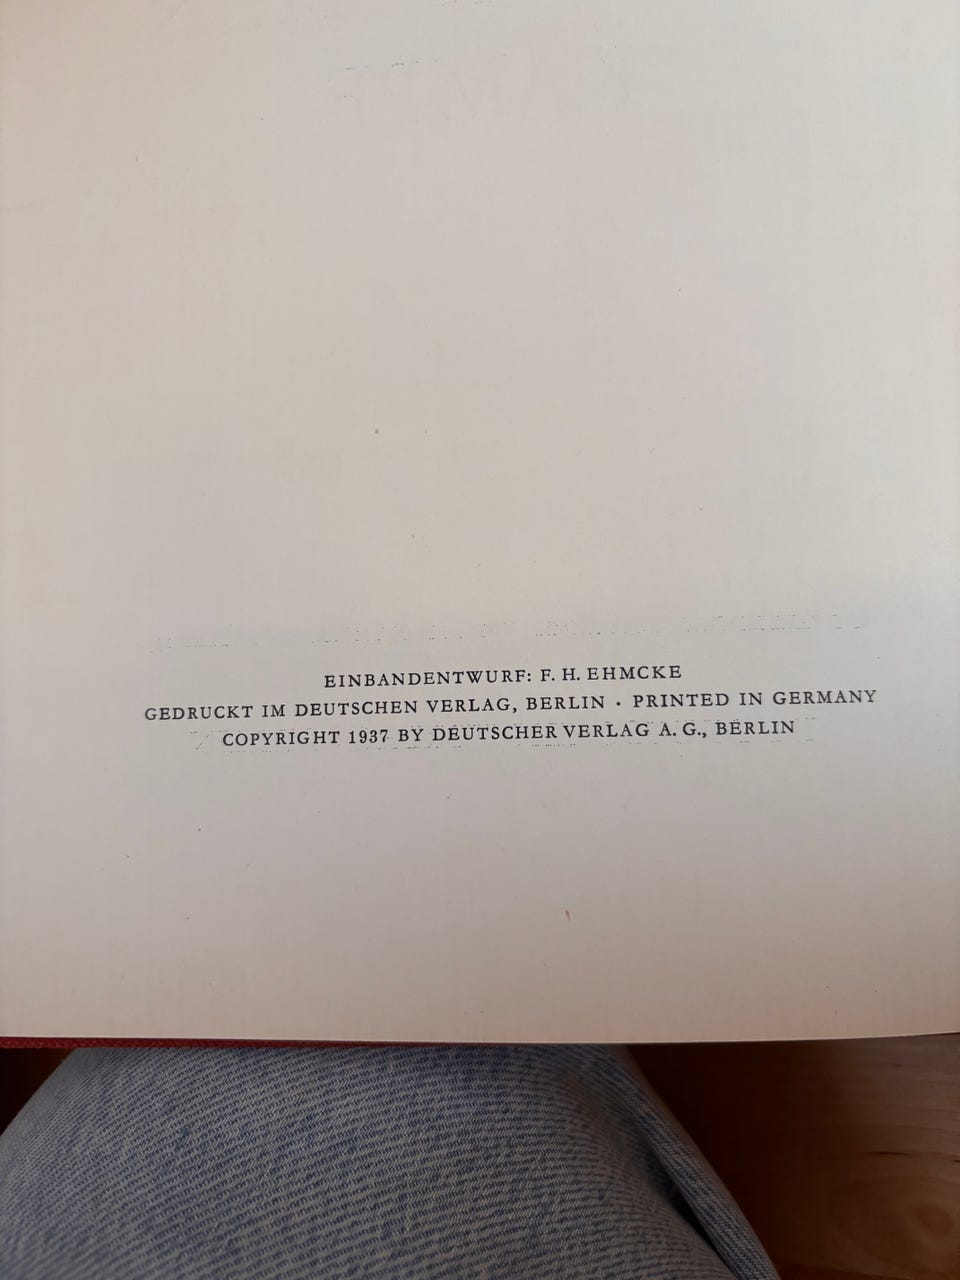 EINBANDENTWURF: F. H. EHMCKE
GEDRUCKT IM DEUTSCHEN VERLAG, BERLIN · PRINTED IN GERMANY
COPYRIGHT 1937 BY DEUTSCHER VERLAG A. G., BERLIN